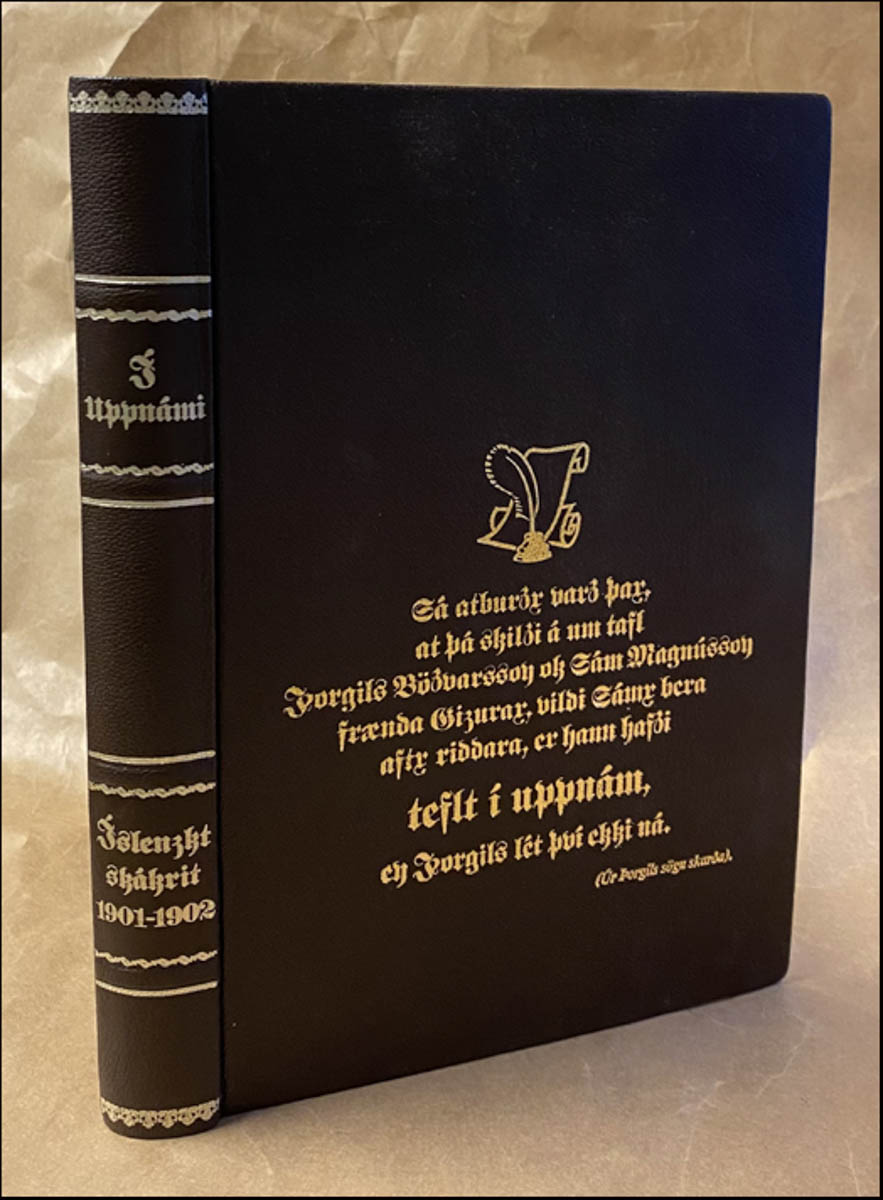 Í
Uppnámi
Íslenzkt
skákrit
1901-1902
Sá atburðr varð þar,
at þá skilði á um tafl
Þorgils Böðvarsson ok Sám Magnússon
frænda Gizurar, vildi Sámr bera
aftr riddara, er hann hafði
teflt í uppnám,
en Þorgils lét því ekki ná.
(Úr Þorgils sögu skarða).